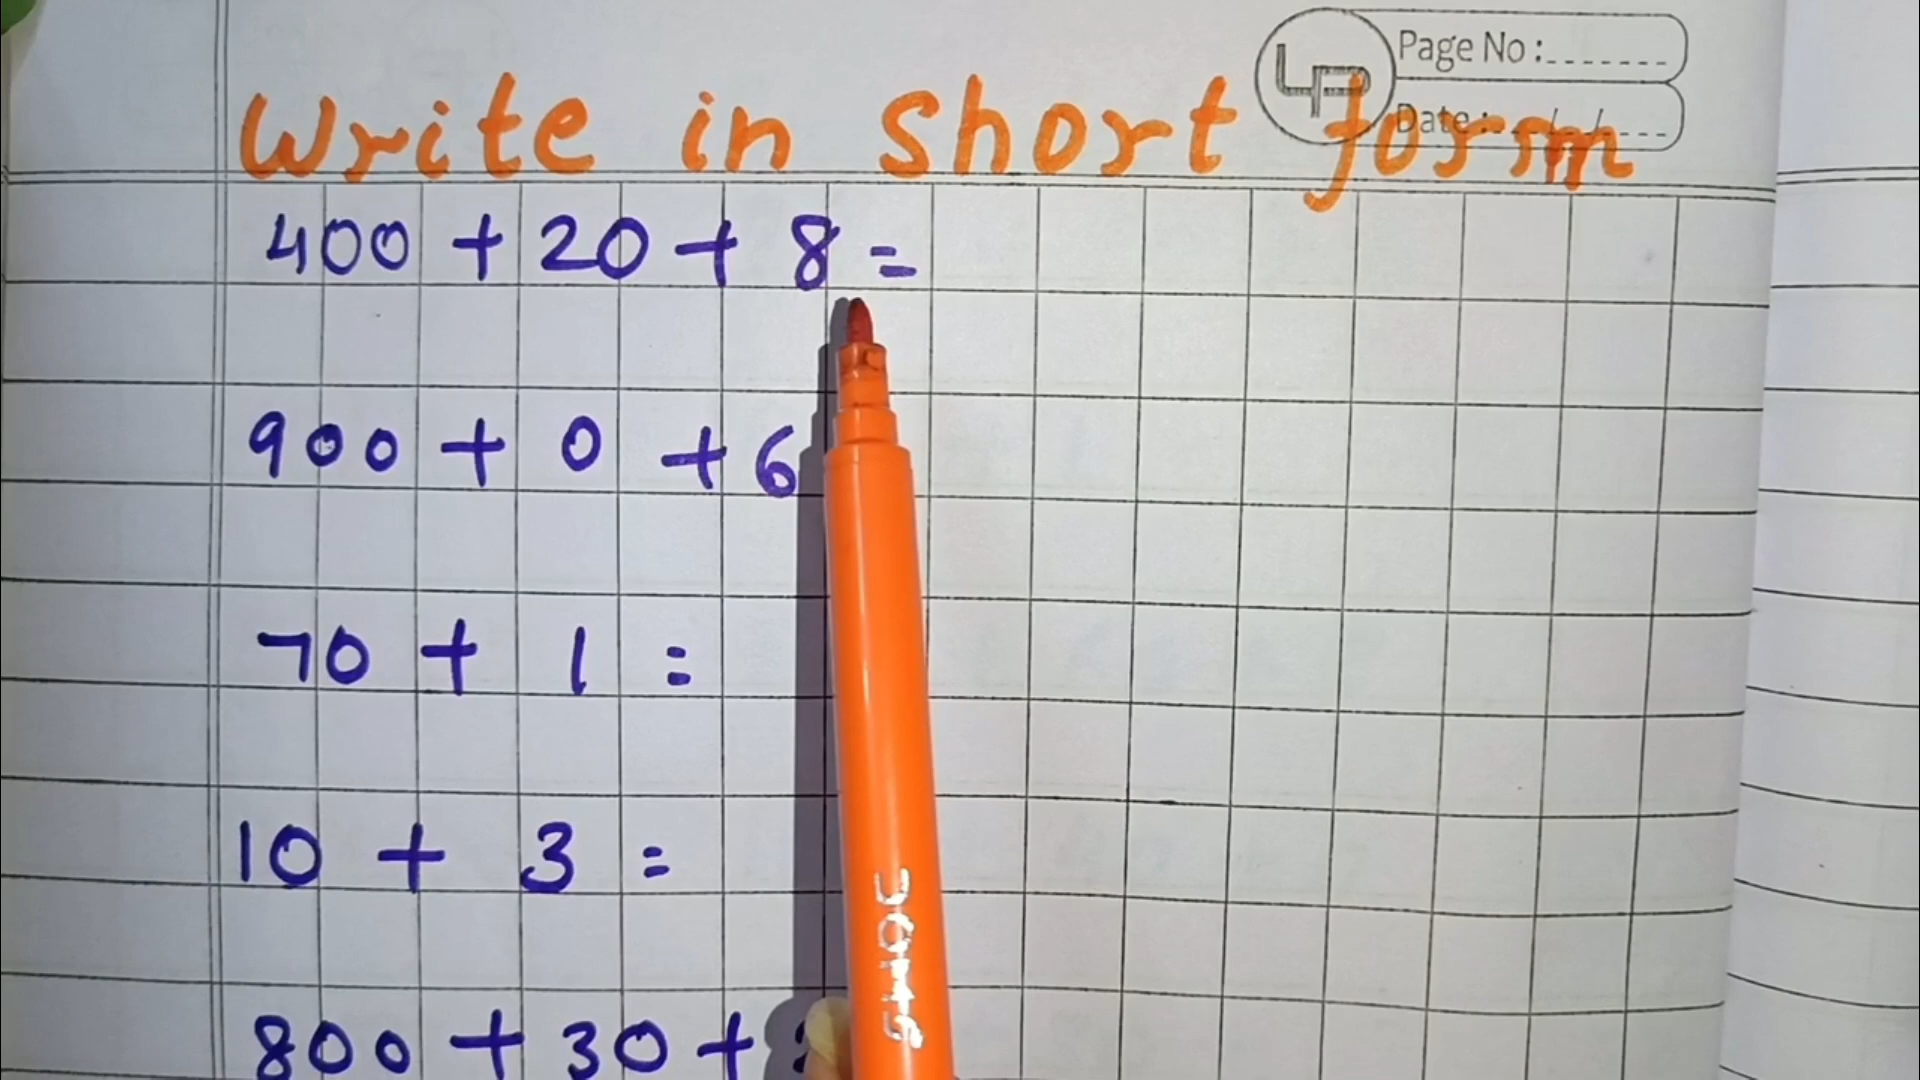 Page No :
Date :
Write in short form
400 + 20 + 8 =
900 + 0 + 6
70 + 1 =
10 + 3 =
800 + 30 +